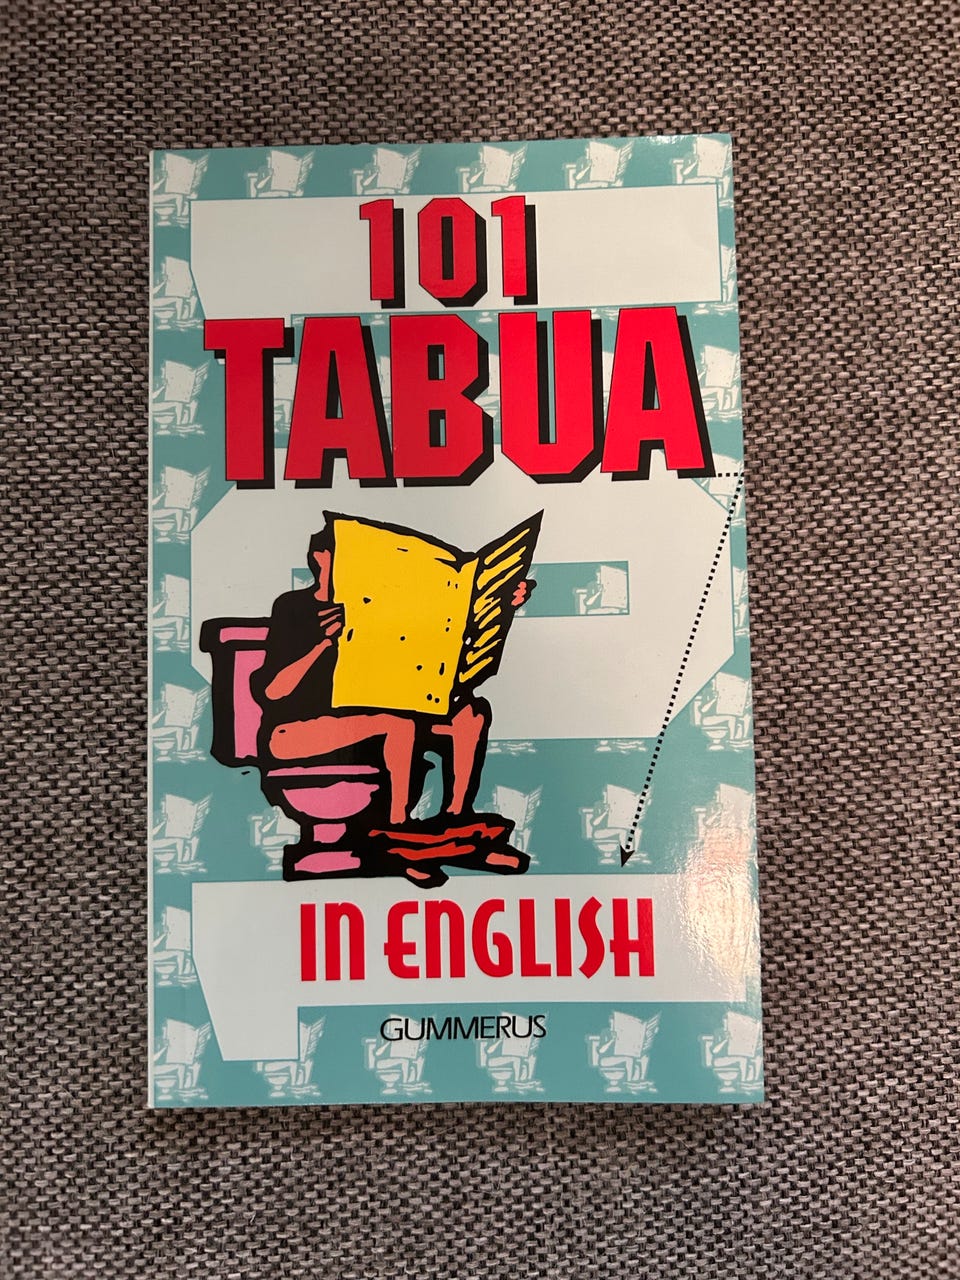 101
TABUA
IN ENGLISH
GUMMERUS